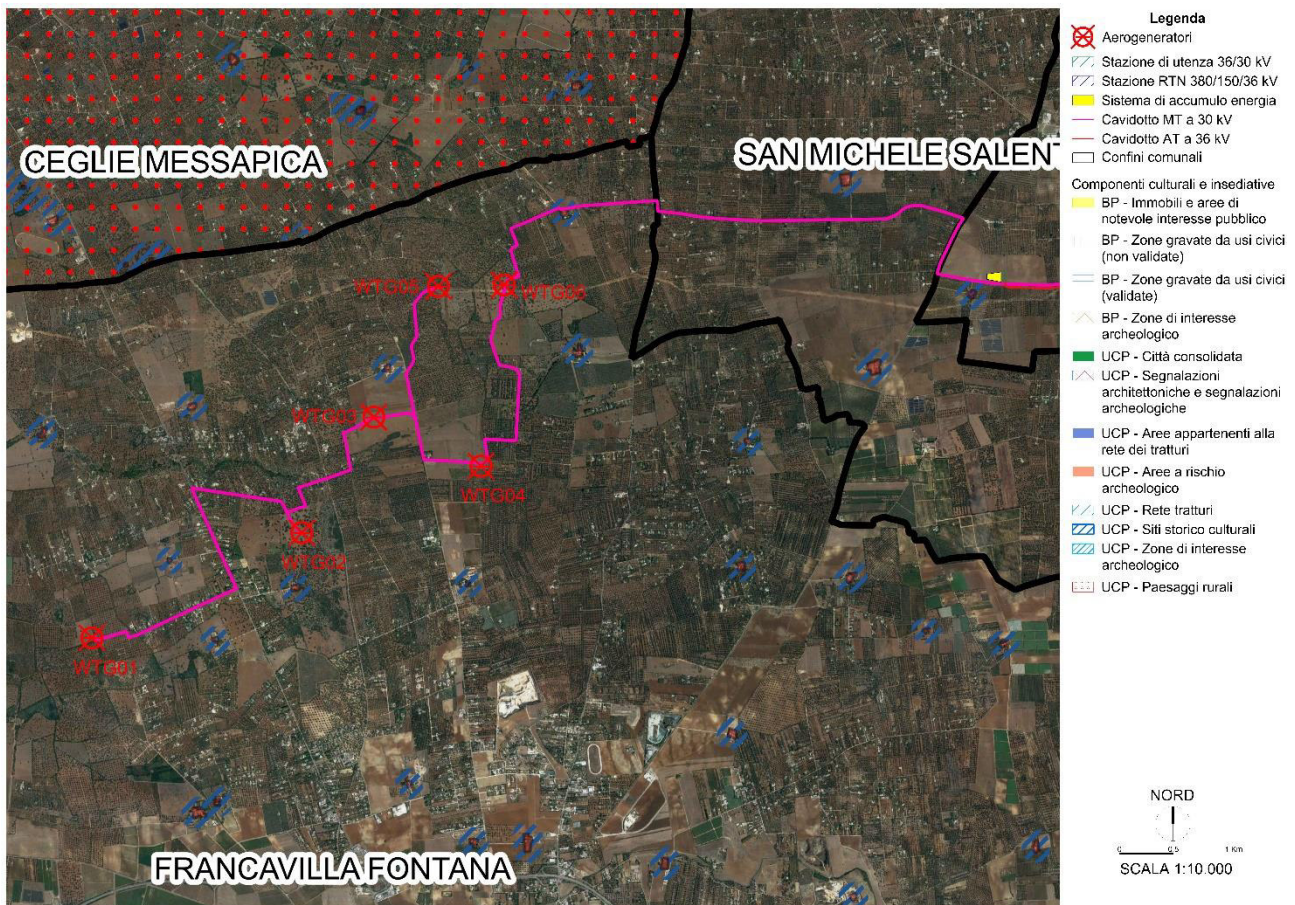 CEGLIE MESSAPICA
SAN MICHELE SALENT
WTG05
WTG06
WTG03
WTG04
WTG02
WTG01
FRANCAVILLA FONTANA
Legenda
Aerogeneratori
Stazione di utenza 36/30 kV
Stazione RTN 380/150/36 kV
Sistema di accumulo energia
Cavidotto MT a 30 kV
Cavidotto AT a 36 kV
Confini comunali
Componenti culturali e insediative
BP - Immobili e aree di
notevole interesse pubblico
BP - Zone gravate da usi civici
(non validate)
BP - Zone gravate da usi civici
(validate)
BP - Zone di interesse
archeologico
UCP - Città consolidata
UCP - Segnalazioni
architettoniche e segnalazioni
archeologiche
UCP - Aree appartenenti alla
rete dei tratturi
UCP - Aree a rischio
archeologico
UCP - Rete tratturi
UCP - Siti storico culturali
UCP - Zone di interesse
archeologico
UCP - Paesaggi rurali
NORD
0 0,5 1 Km
SCALA 1:10.000